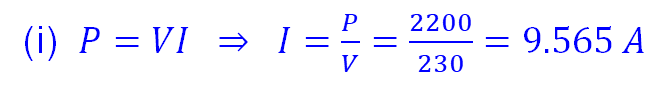 (i) P = VI ⇒ I = P/V = 2200/230 = 9.565 A